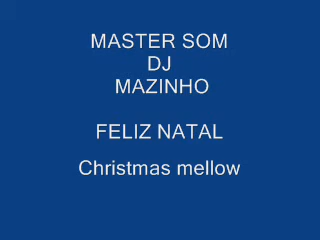 MASTER SOM
DJ
MAZINHO
FELIZ NATAL
Christmas mellow